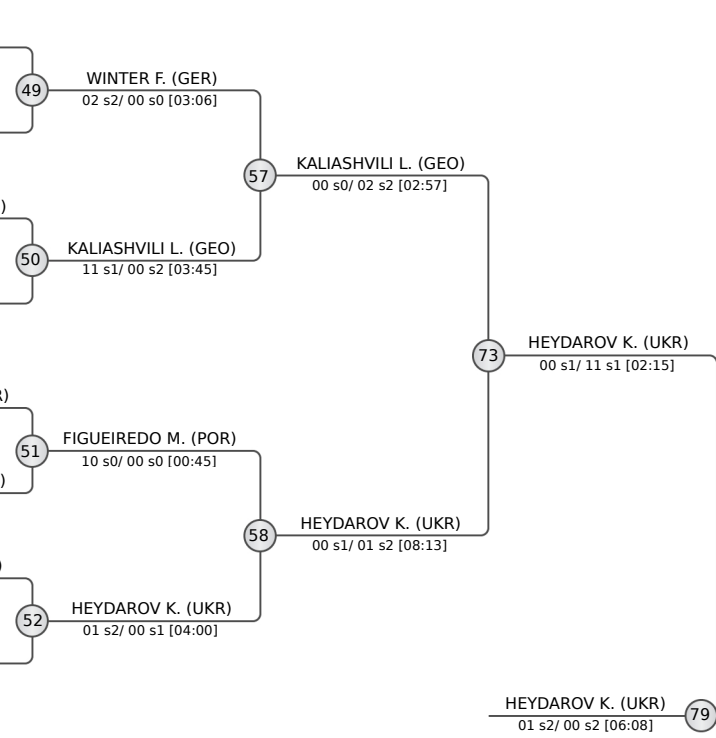 49
WINTER F. (GER)
02 s2/ 00 s0 [03:06]
57
KALIASHVILI L. (GEO)
00 s0/ 02 s2 [02:57]
)
50
KALIASHVILI L. (GEO)
11 s1/ 00 s2 [03:45]
73
HEYDAROV K. (UKR)
00 s1/ 11 s1 [02:15]
)
51
FIGUEIREDO M. (POR)
10 s0/ 00 s0 [00:45]
)
58
HEYDAROV K. (UKR)
00 s1/ 01 s2 [08:13]
)
52
HEYDAROV K. (UKR)
01 s2/ 00 s1 [04:00]
HEYDAROV K. (UKR)
01 s2/ 00 s2 [06:08]
79